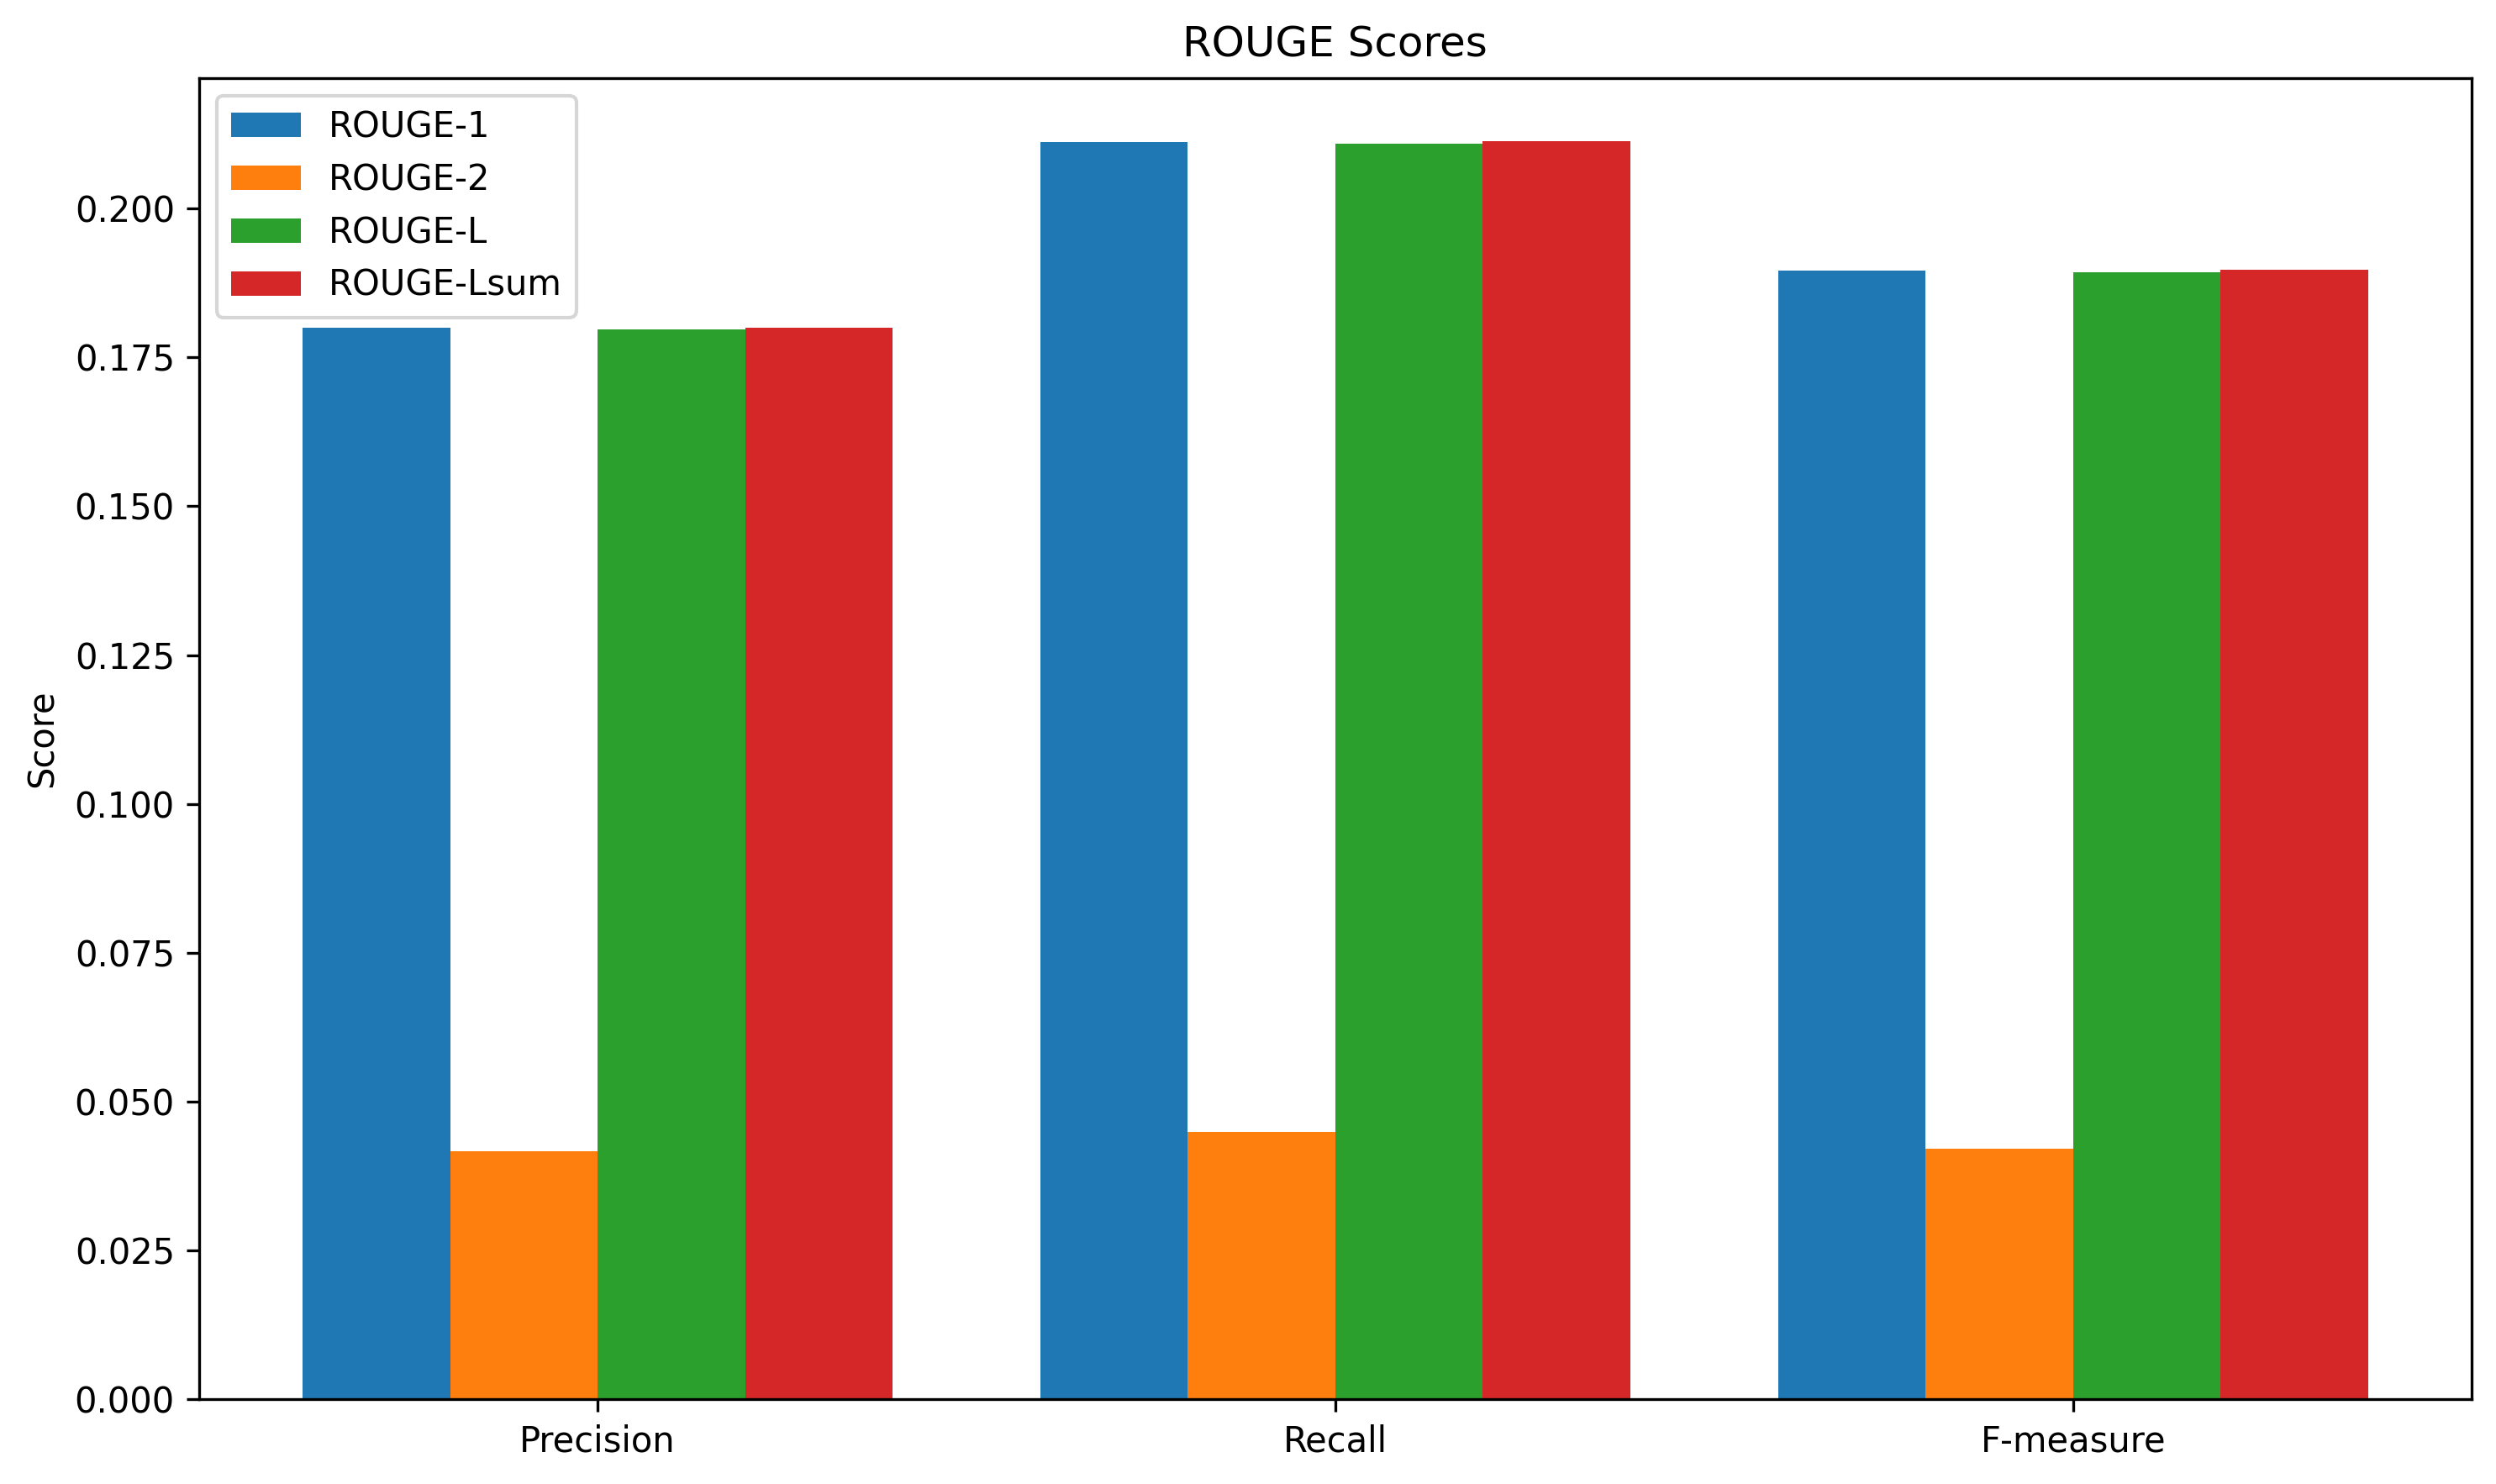 ROUGE Scores
ROUGE-1
ROUGE-2
ROUGE-L
ROUGE-Lsum
0.200
0.175
0.150
0.125
0.100
0.075
0.050
0.025
0.000
Score
Precision
Recall
F-measure